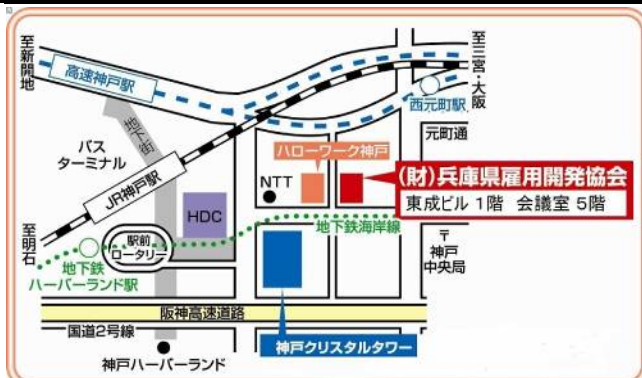 至新開地
高速神戸駅
至三宮・大阪
西元町駅
元町通
地下街
バス
ターミナル
ハローワーク神戸
JR神戸駅
NTT
(財)兵庫県雇用開発協会
東成ビル 1階 会議室 5階
HDC
地下鉄海岸線
至明石
駅前
ロータリー
地下鉄
ハーバーランド駅
〒
神戸
中央局
阪神高速道路
国道2号線
神戸クリスタルタワー
神戸ハーバーランド